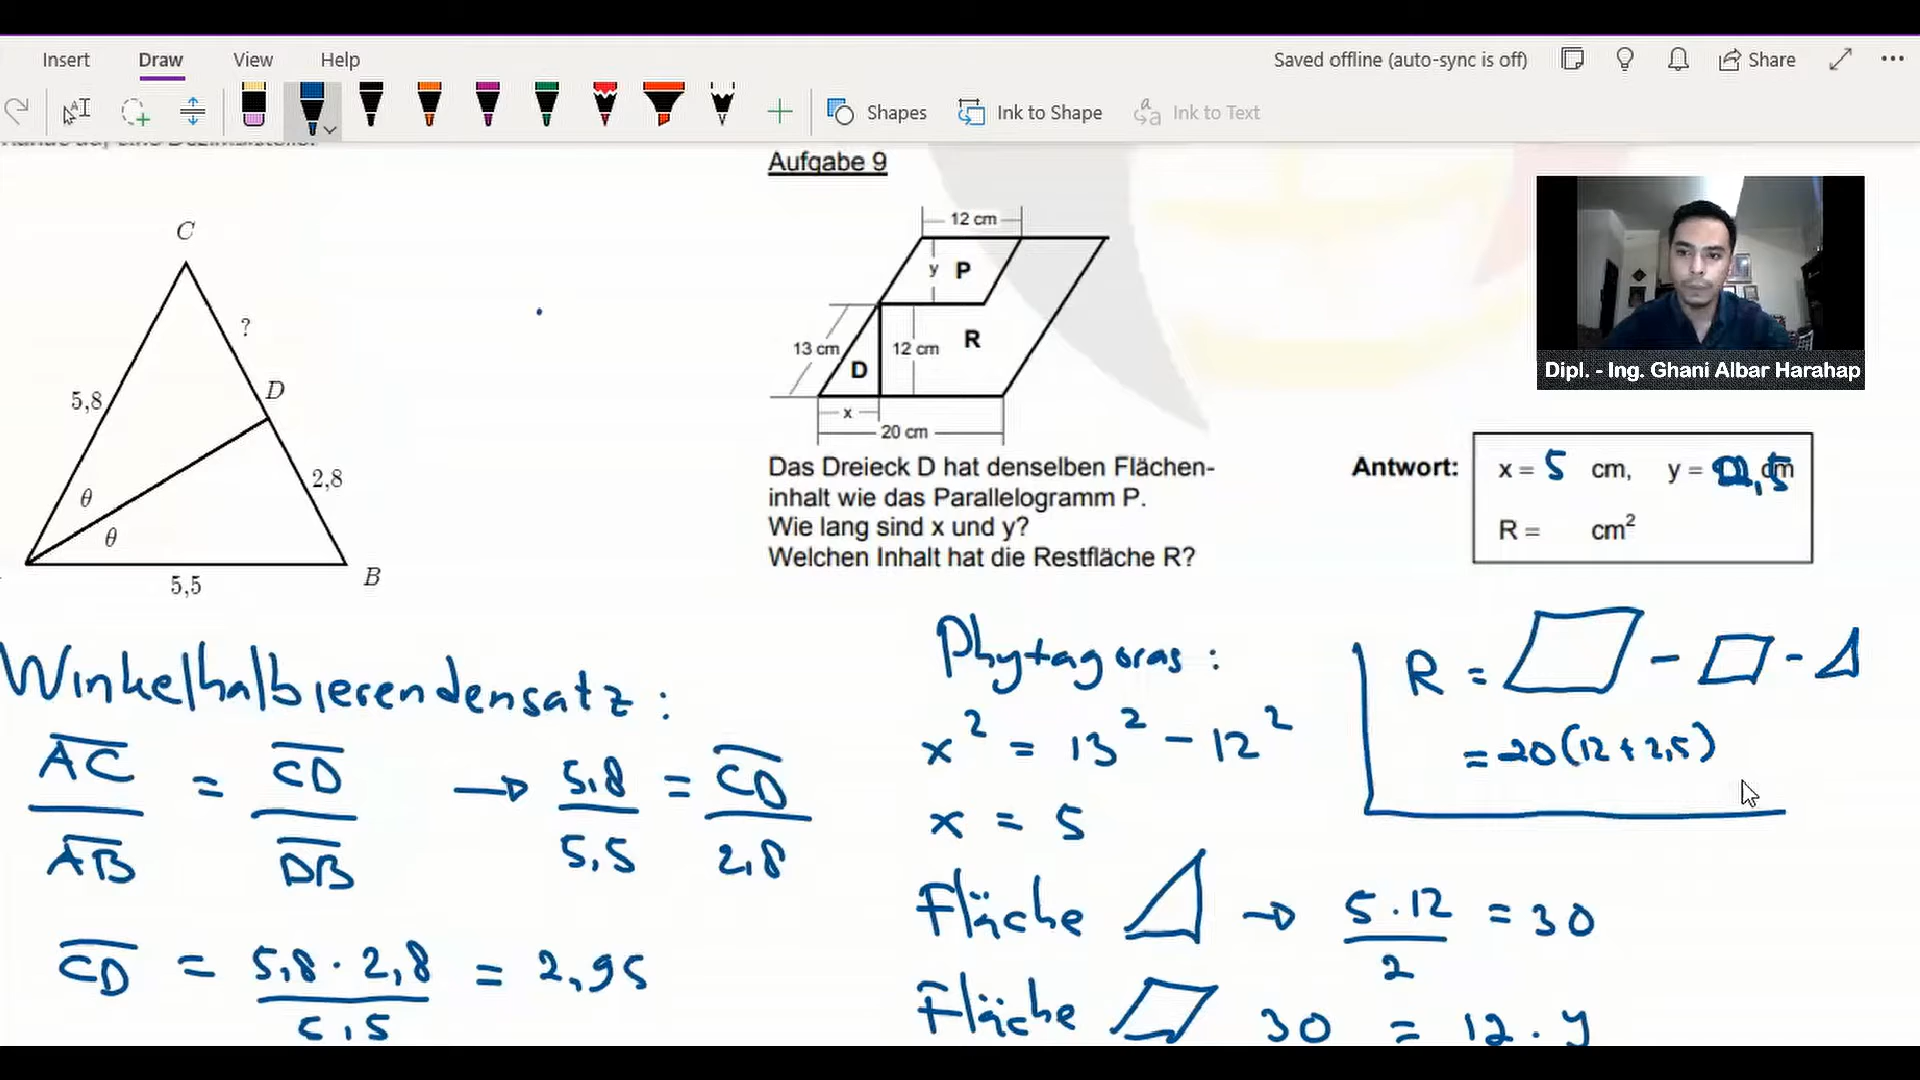 Insert Draw View Help
Saved offline (auto-sync is off) Share
Shapes Ink to Shape Ink to Text
Aufgabe 9
C
?
5,8
D
2,8
θ
θ
5,5
B
12 cm
y P
13 cm
12 cm
R
D
x
20 cm
Das Dreieck D hat denselben Flächen-
inhalt wie das Parallelogramm P.
Wie lang sind x und y?
Welchen Inhalt hat die Restfläche R?
Dipl. - Ing. Ghani Albar Harahap
Antwort: x = 5 cm, y = 2,5 cm
R = cm²
Winkelhalbierendensatz :
AC/AB = CD/DB → 5,8/5,5 = CD/2,8
CD = 5,8 · 2,8 / 5,5 = 2,95
Phytagoras :
x² = 13² - 12²
x = 5
Fläche → 5 · 12 / 2 = 30
Fläche 30 = 12 · y
R = - -
= 20(12 + 2,5)